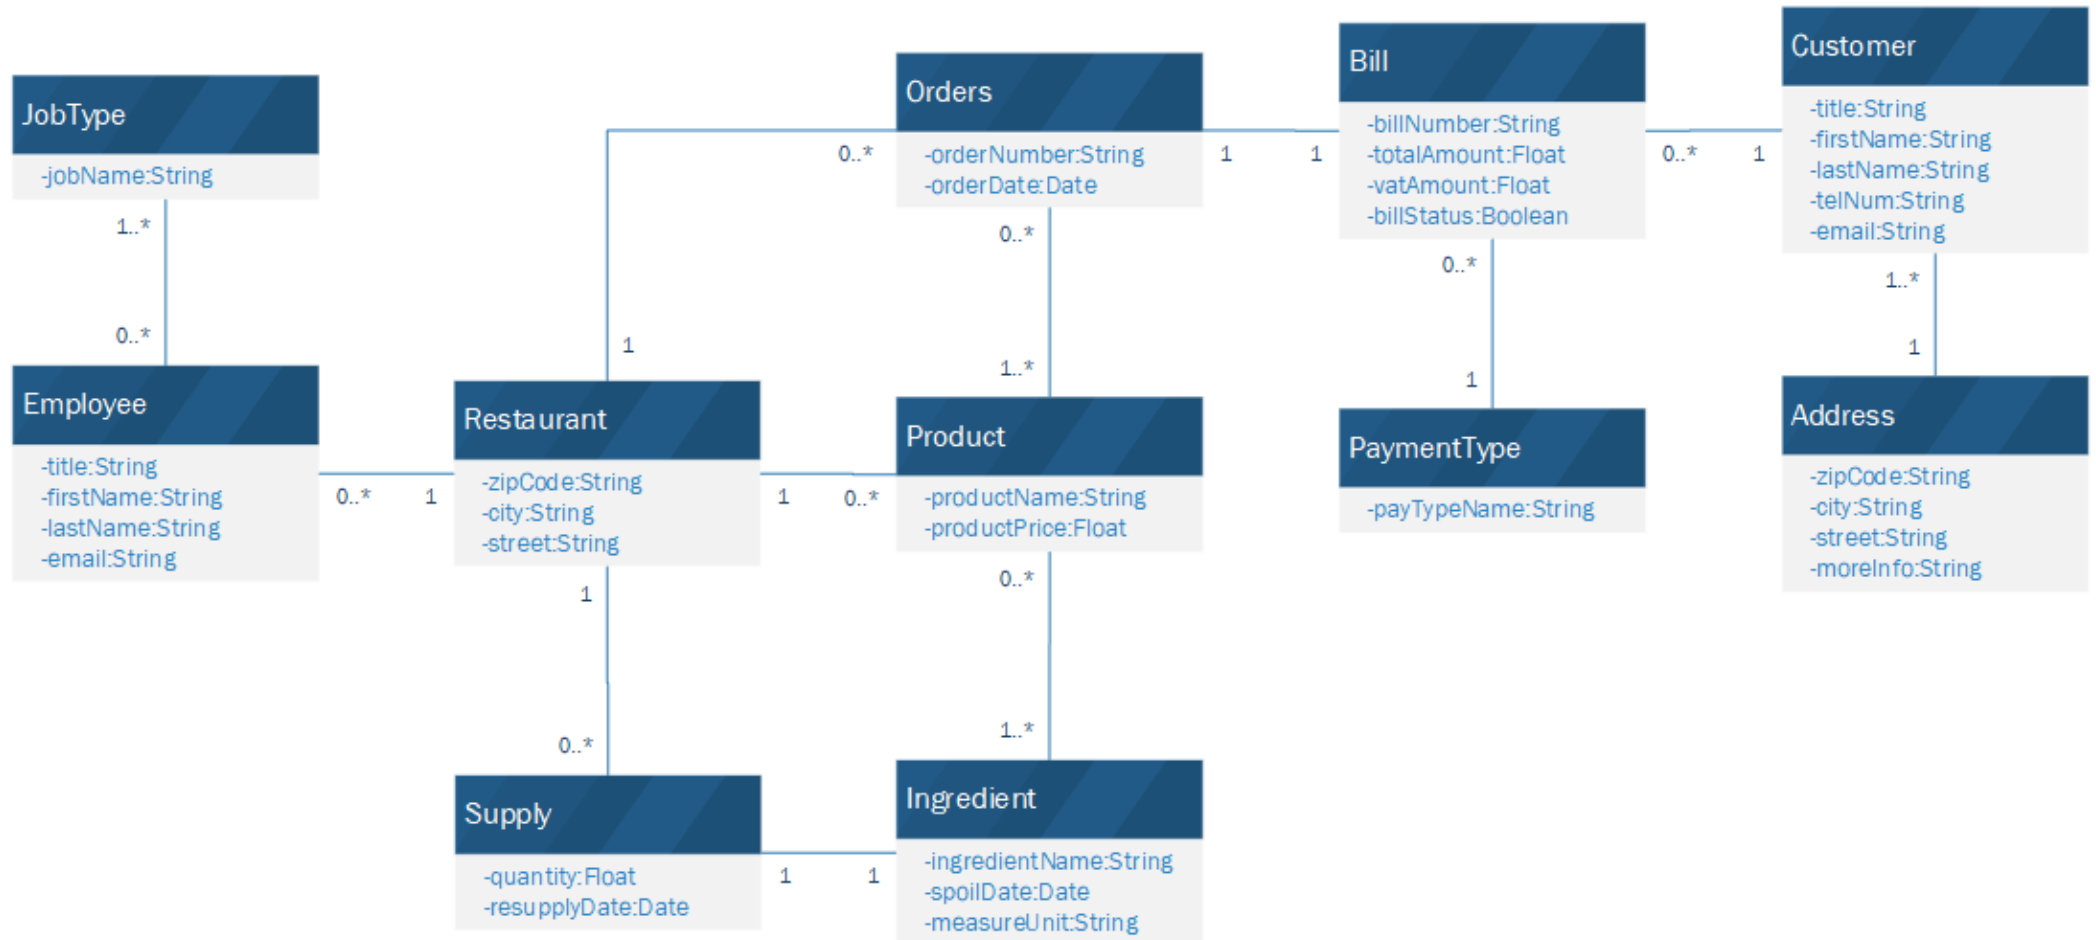 JobType
-jobName:String
1..*
0..*
Employee
-title:String
-firstName:String
-lastName:String
-email:String
0..*
1
Restaurant
-zipCode:String
-city:String
-street:String
1
0..*
1
0..*
1
0..*
Supply
-quantity:Float
-resupplyDate:Date
1
1
Orders
-orderNumber:String
-orderDate:Date
0..*
1..*
1
1
Product
-productName:String
-productPrice:Float
0..*
1..*
Ingredient
-ingredientName:String
-spoilDate:Date
-measureUnit:String
Bill
-billNumber:String
-totalAmount:Float
-vatAmount:Float
-billStatus:Boolean
0..*
1
0..*
1
PaymentType
-payTypeName:String
Customer
-title:String
-firstName:String
-lastName:String
-telNum:String
-email:String
1..*
1
Address
-zipCode:String
-city:String
-street:String
-moreInfo:String